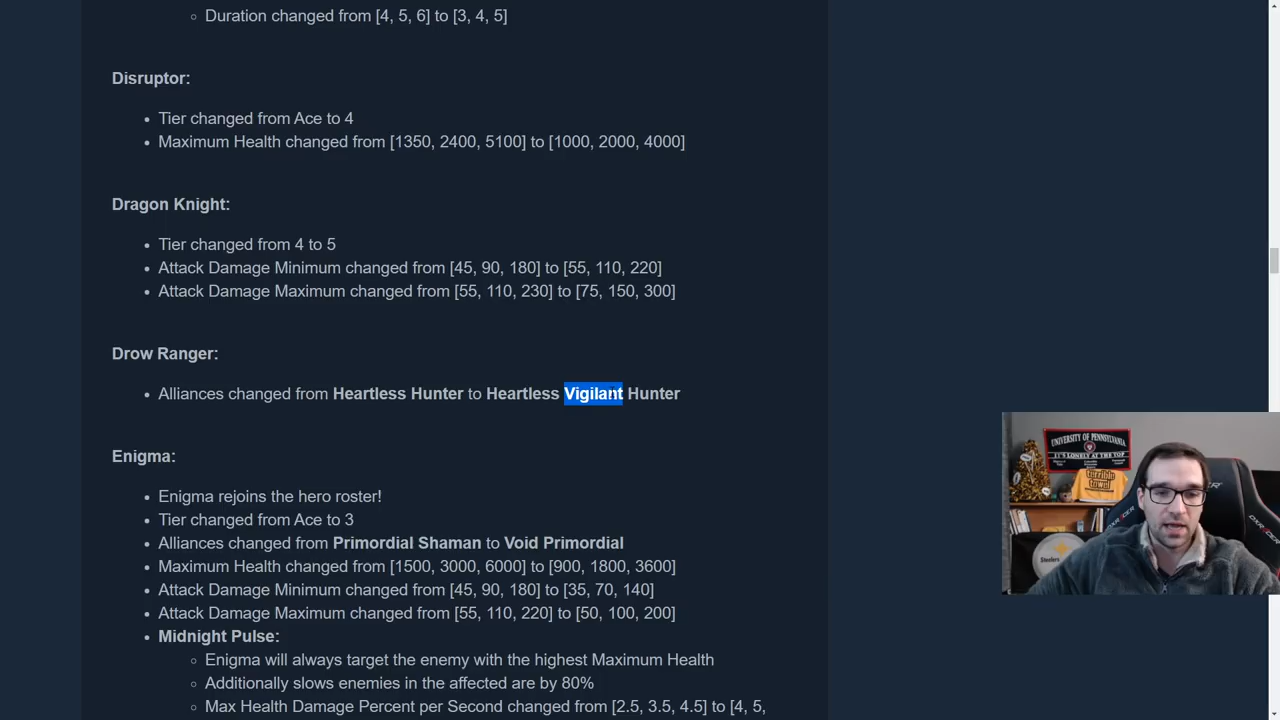 Duration changed from [4, 5, 6] to [3, 4, 5]
Disruptor:
Tier changed from Ace to 4
Maximum Health changed from [1350, 2400, 5100] to [1000, 2000, 4000]
Dragon Knight:
Tier changed from 4 to 5
Attack Damage Minimum changed from [45, 90, 180] to [55, 110, 220]
Attack Damage Maximum changed from [55, 110, 230] to [75, 150, 300]
Drow Ranger:
Alliances changed from Heartless Hunter to Heartless Vigilant Hunter
Enigma:
Enigma rejoins the hero roster!
Tier changed from Ace to 3
Alliances changed from Primordial Shaman to Void Primordial
Maximum Health changed from [1500, 3000, 6000] to [900, 1800, 3600]
Attack Damage Minimum changed from [45, 90, 180] to [35, 70, 140]
Attack Damage Maximum changed from [55, 110, 220] to [50, 100, 200]
Midnight Pulse:
Enigma will always target the enemy with the highest Maximum Health
Additionally slows enemies in the affected are by 80%
Max Health Damage Percent per Second changed from [2.5, 3.5, 4.5] to [4, 5,
UNIVERSITY OF PENNSYLVANIA
IT'S LONELY AT THE TOP
terriblin
towel
Steelers